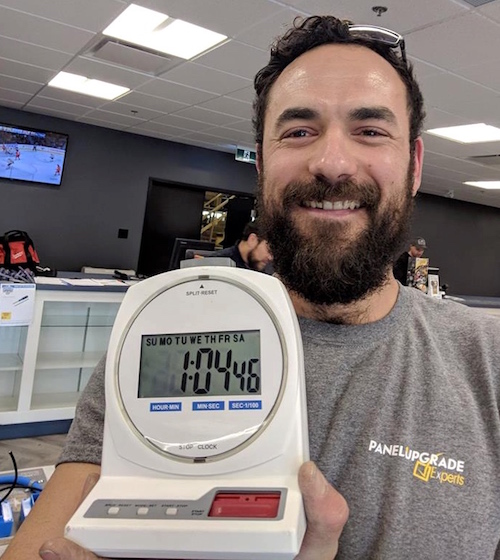 SPLIT·RESET
SU MO TU WE TH FR SA
1:04 46
HOUR·MIN MIN·SEC SEC·1/100
STOP CLOCK
PANELUPGRADE
Experts